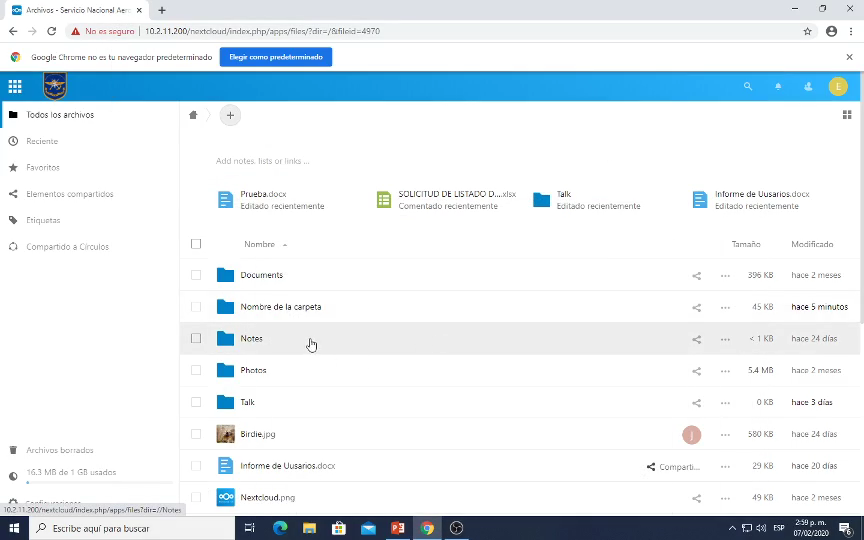 Archivos - Servicio Nacional Aero
No es seguro
10.2.11.200/nextcloud/index.php/apps/files/?dir=/&fileid=4970
Google Chrome no es tu navegador predeterminado
Elegir como predeterminado
E
Todos los archivos
Reciente
Favoritos
Elementos compartidos
Etiquetas
Compartido a Círculos
Archivos borrados
16.3 MB de 1 GB usados
Add notes, lists or links ...
Prueba.docx
Editado recientemente
SOLICITUD DE LISTADO D....xlsx
Comentado recientemente
Talk
Editado recientemente
Informe de Uusarios.docx
Editado recientemente
Nombre Tamaño Modificado
Documents 396 KB hace 2 meses
Nombre de la carpeta 45 KB hace 5 minutos
Notes < 1 KB hace 24 días
Photos 5.4 MB hace 2 meses
Talk 0 KB hace 3 días
Birdie.jpg j 580 KB hace 24 días
Informe de Uusarios.docx Comparti... 29 KB hace 20 días
Nextcloud.png 49 KB hace 2 meses
10.2.11.200/nextcloud/index.php/apps/files?dir=//Notes
Escribe aquí para buscar
ESP
2:59 p. m.
07/02/2020
6